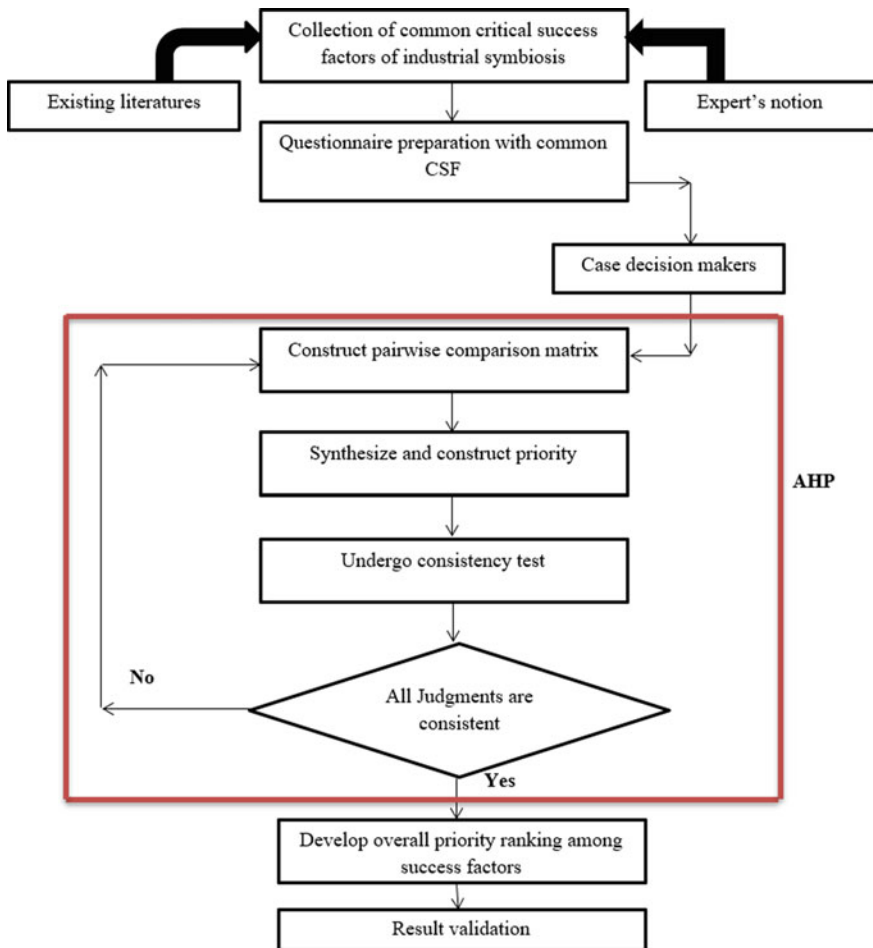 Collection of common critical success
factors of industrial symbiosis
Existing literatures
Expert's notion
Questionnaire preparation with common
CSF
Case decision makers
Construct pairwise comparison matrix
Synthesize and construct priority
AHP
Undergo consistency test
No
All Judgments are
consistent
Yes
Develop overall priority ranking among
success factors
Result validation